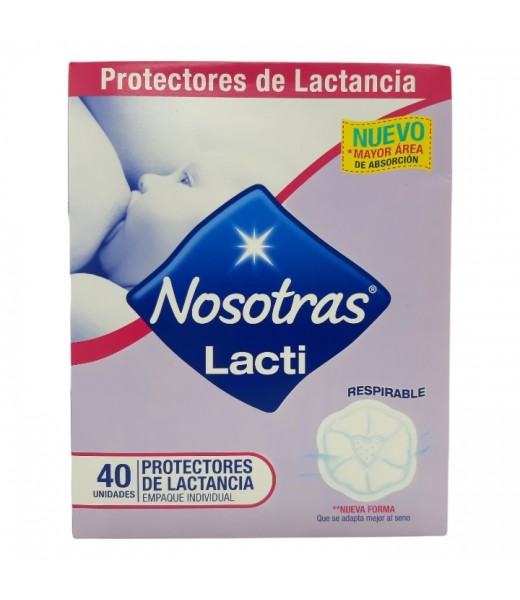 Protectores de Lactancia
NUEVO
*MAYOR ÁREA
DE ABSORCIÓN
Nosotras®
Lacti
RESPIRABLE
40
UNIDADES
PROTECTORES
DE LACTANCIA
EMPAQUE INDIVIDUAL
**NUEVA FORMA
Que se adapta mejor al seno